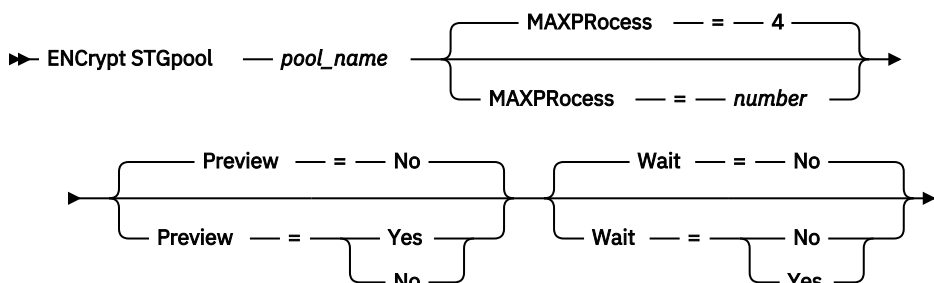 MAXPRocess = 4
ENCrypt STGpool pool_name
MAXPRocess = number
Preview = No Wait = No
Preview = Yes Wait = No
No Yes